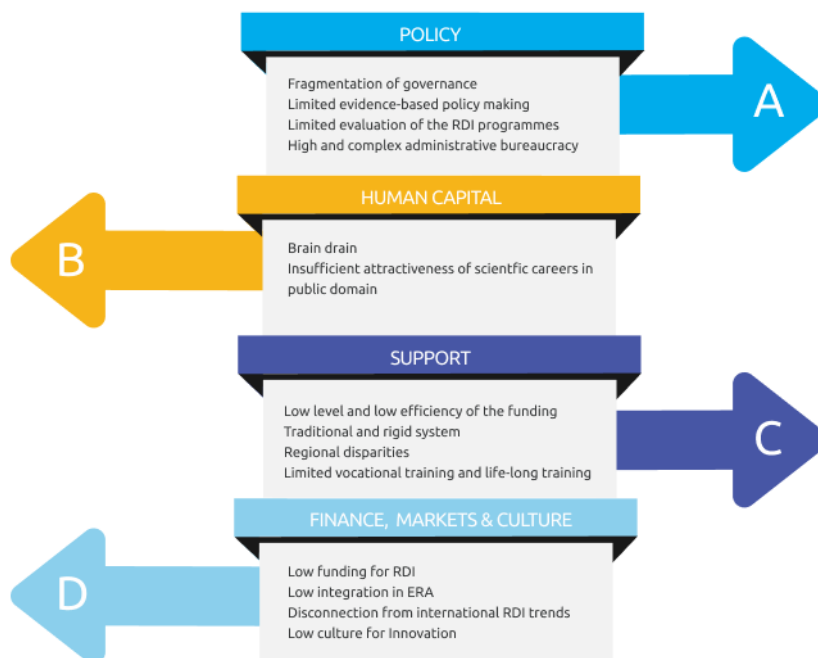 POLICY
Fragmentation of governance
Limited evidence-based policy making
Limited evaluation of the RDI programmes
High and complex administrative bureaucracy
A
HUMAN CAPITAL
Brain drain
Insufficient attractiveness of scientfic careers in
public domain
B
SUPPORT
Low level and low efficiency of the funding
Traditional and rigid system
Regional disparities
Limited vocational training and life-long training
C
FINANCE, MARKETS & CULTURE
Low funding for RDI
Low integration in ERA
Disconnection from international RDI trends
Low culture for Innovation
D